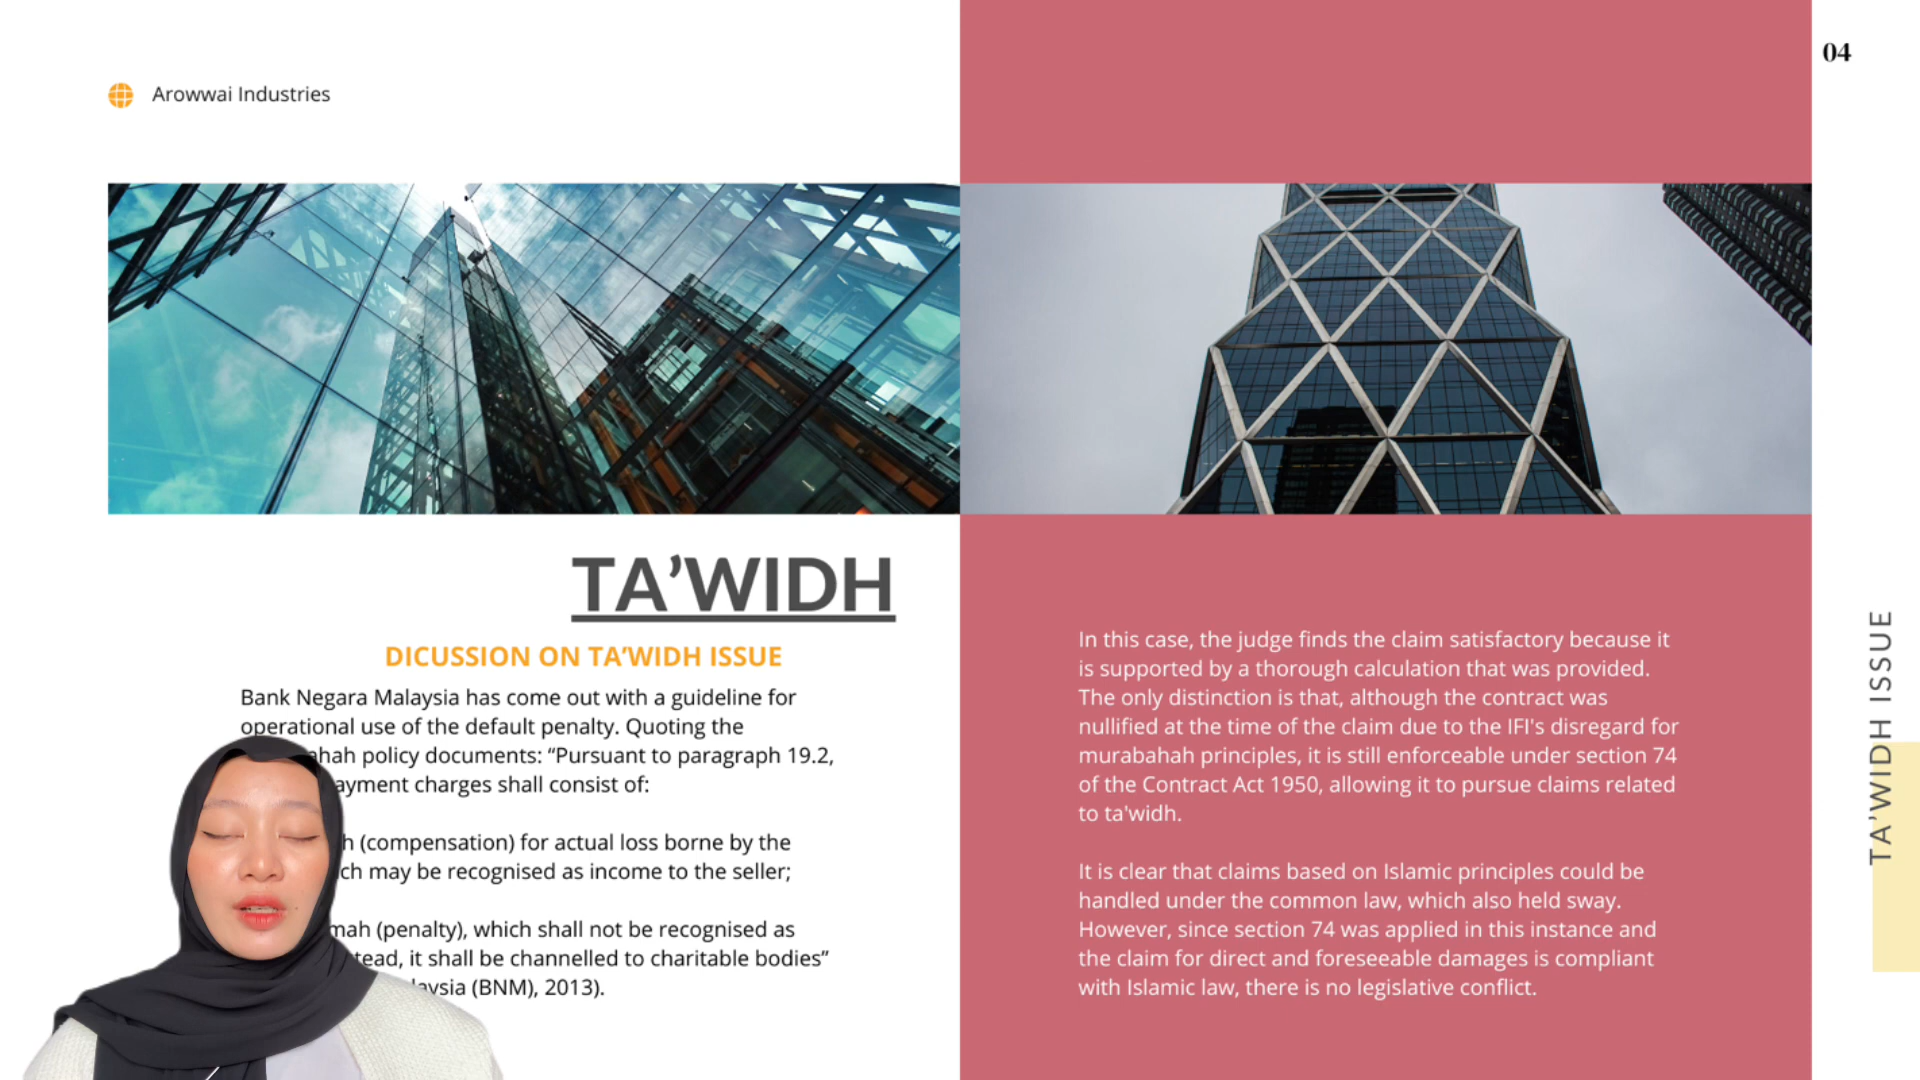 Arowwai Industries
04
TA’WIDH
DICUSSION ON TA’WIDH ISSUE
Bank Negara Malaysia has come out with a guideline for
operational use of the default penalty. Quoting the
policy documents: “Pursuant to paragraph 19.2,
charges shall consist of:
(compensation) for actual loss borne by the
may be recognised as income to the seller;
(penalty), which shall not be recognised as
it shall be channelled to charitable bodies”
(BNM), 2013).
In this case, the judge finds the claim satisfactory because it
is supported by a thorough calculation that was provided.
The only distinction is that, although the contract was
nullified at the time of the claim due to the IFI's disregard for
murabahah principles, it is still enforceable under section 74
of the Contract Act 1950, allowing it to pursue claims related
to ta'widh.
It is clear that claims based on Islamic principles could be
handled under the common law, which also held sway.
However, since section 74 was applied in this instance and
the claim for direct and foreseeable damages is compliant
with Islamic law, there is no legislative conflict.
TA’WIDH ISSUE